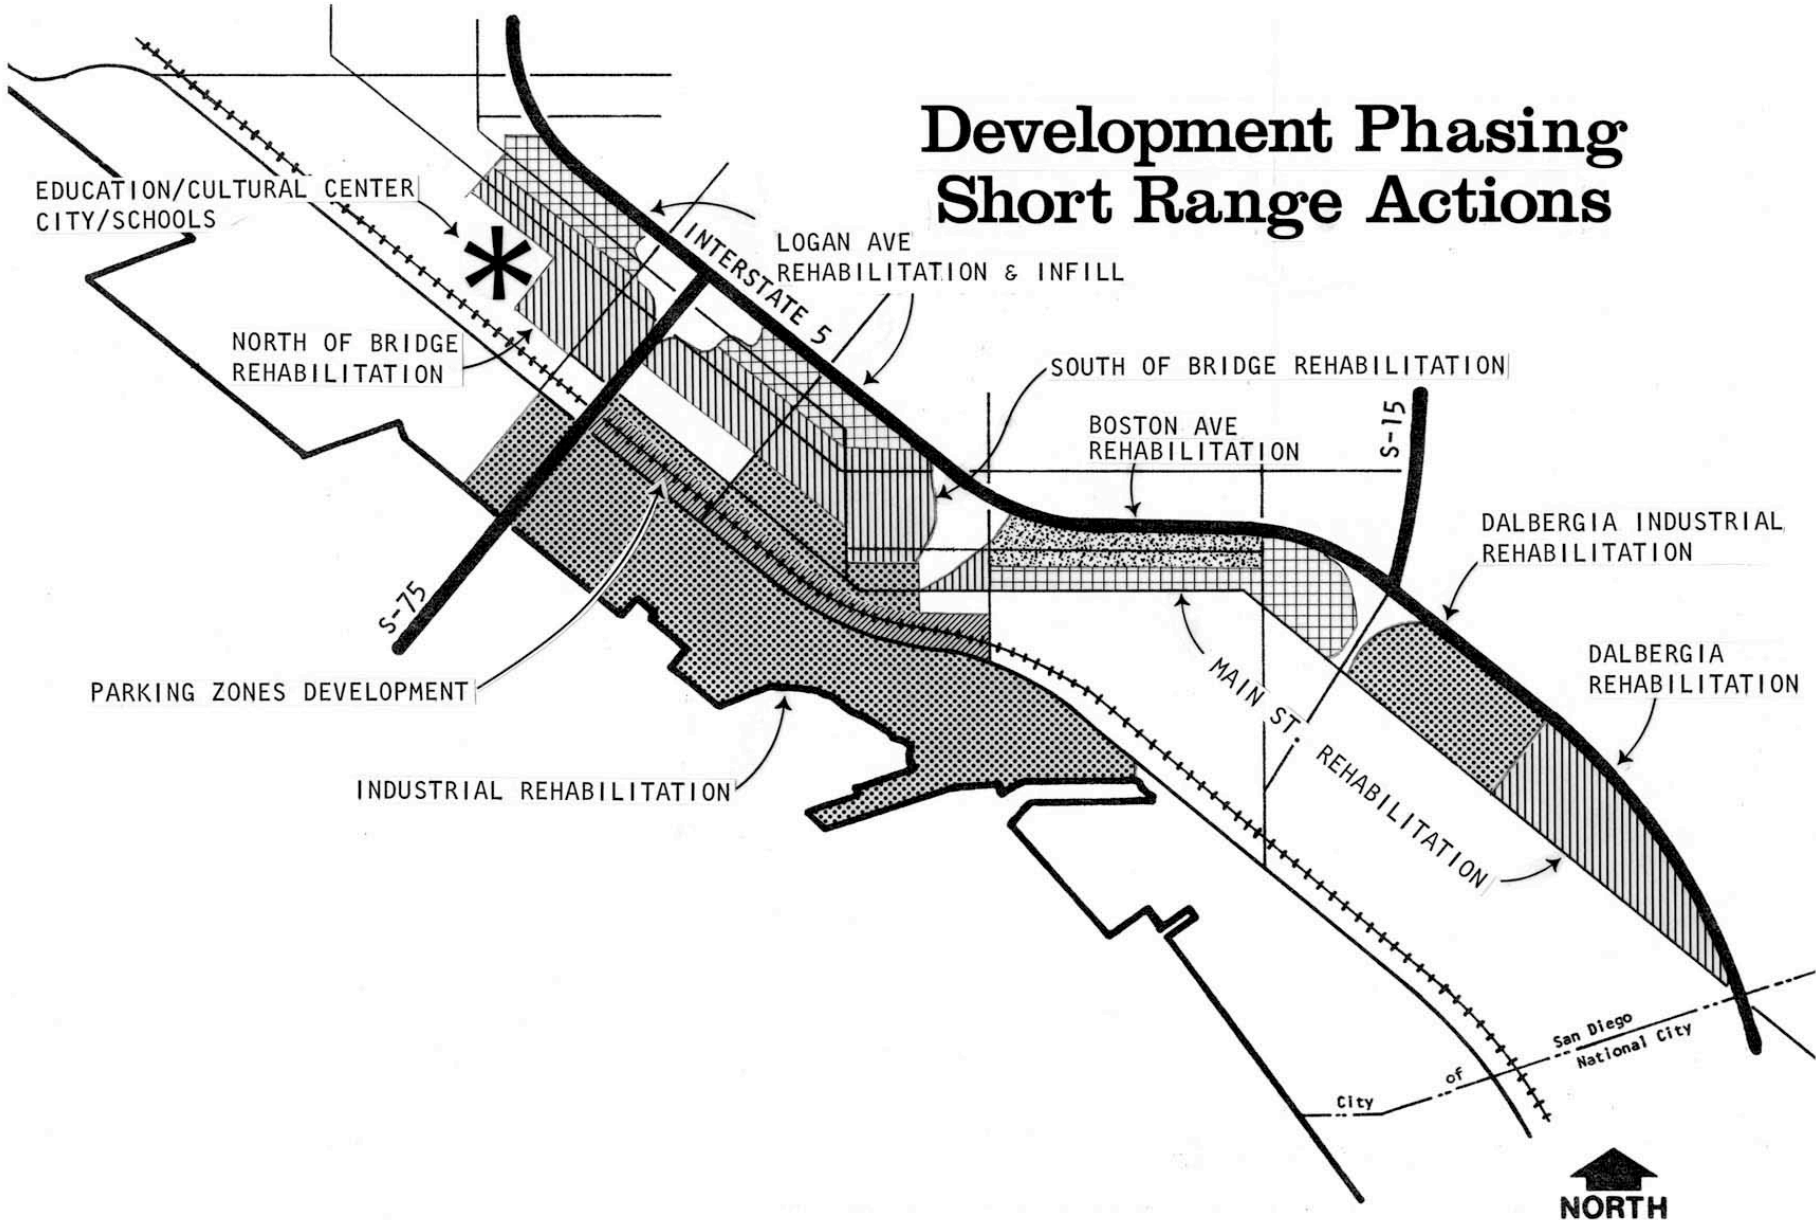 Development Phasing
Short Range Actions
EDUCATION/CULTURAL CENTER
CITY/SCHOOLS
INTERSTATE 5
LOGAN AVE
REHABILITATION & INFILL
NORTH OF BRIDGE
REHABILITATION
SOUTH OF BRIDGE REHABILITATION
BOSTON AVE
REHABILITATION
S-15
DALBERGIA INDUSTRIAL
REHABILITATION
S-75
DALBERGIA
REHABILITATION
PARKING ZONES DEVELOPMENT
MAIN ST. REHABILITATION
INDUSTRIAL REHABILITATION
San Diego
City of National City
NORTH